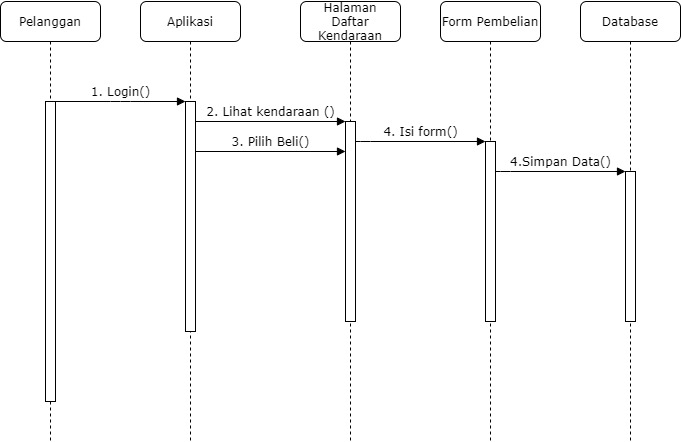 Pelanggan
Aplikasi
Halaman
Daftar
Kendaraan
Form Pembelian
Database
1. Login()
2. Lihat kendaraan ()
3. Pilih Beli()
4. Isi form()
4.Simpan Data()